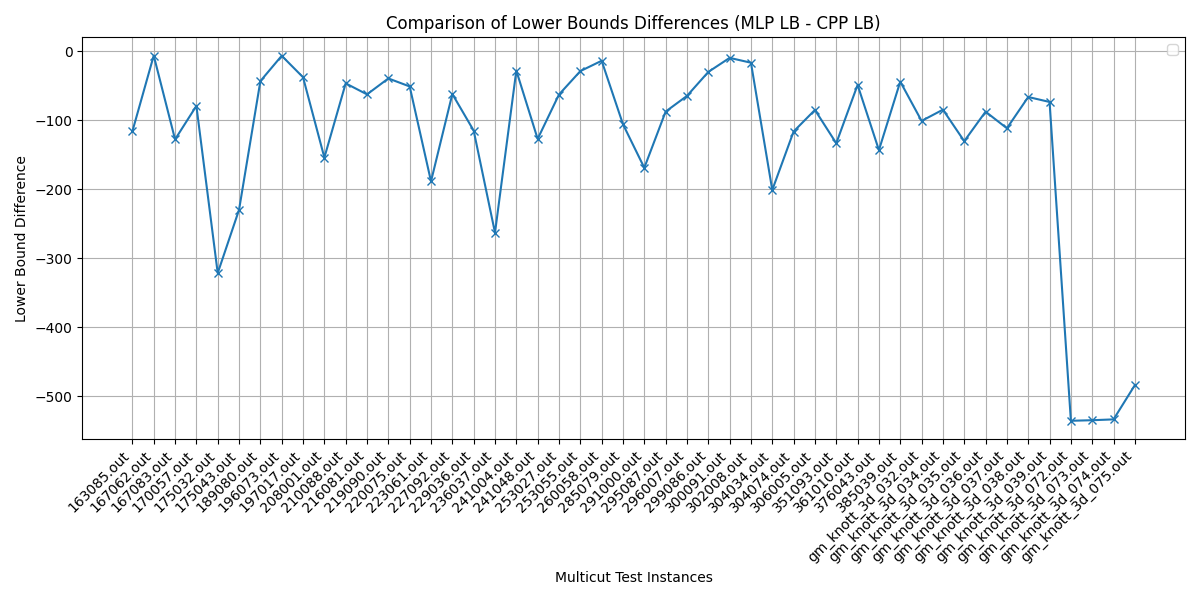 Comparison of Lower Bounds Differences (MLP LB - CPP LB)
0
−100
−200
−300
−400
−500
Lower Bound Difference
163085.out
167062.out
167083.out
170057.out
175032.out
175043.out
189080.out
196073.out
197017.out
208001.out
210088.out
216081.out
219090.out
220075.out
223061.out
227092.out
229036.out
236037.out
241004.out
241048.out
253027.out
253055.out
260058.out
285079.out
291000.out
295087.out
296007.out
299086.out
300091.out
302008.out
304034.out
304074.out
306005.out
351093.out
361010.out
376043.out
385039.out
gm_knott_3d_032.out
gm_knott_3d_034.out
gm_knott_3d_035.out
gm_knott_3d_036.out
gm_knott_3d_037.out
gm_knott_3d_038.out
gm_knott_3d_039.out
gm_knott_3d_072.out
gm_knott_3d_073.out
gm_knott_3d_074.out
gm_knott_3d_075.out
Multicut Test Instances